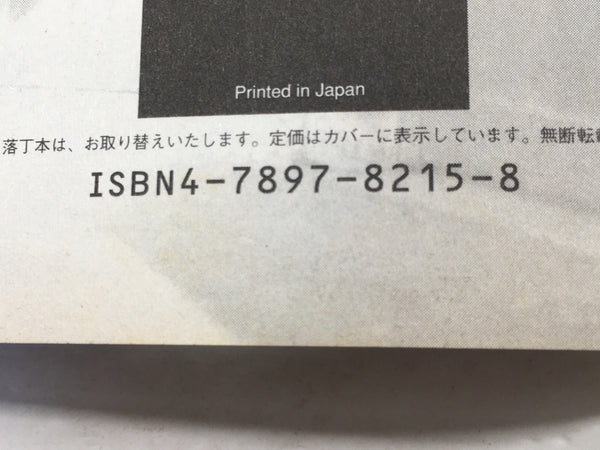 Printed in Japan
落丁本は、お取り替えいたします。定価はカバーに表示しています。無断転
ISBN4-7897-8215-8